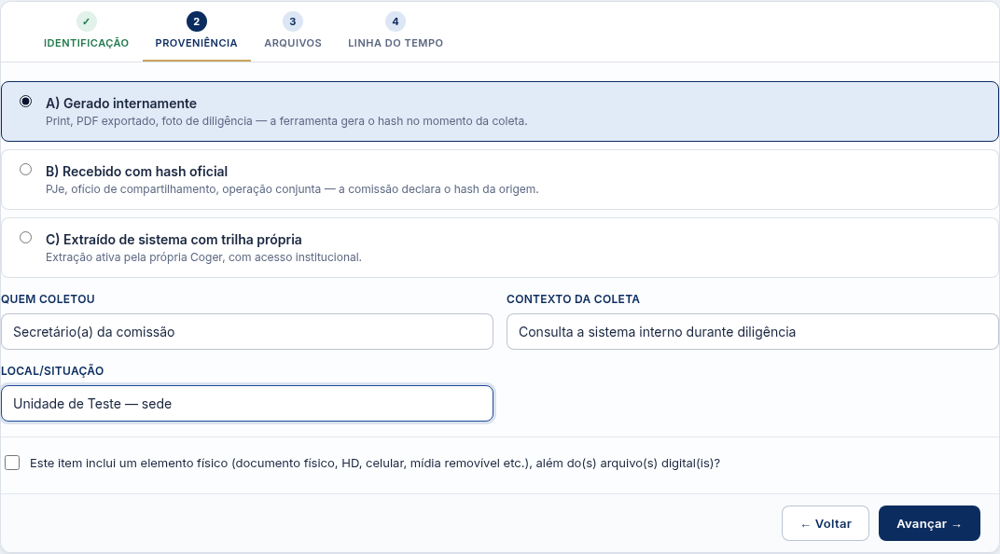 ✓ 2 3 4
IDENTIFICAÇÃO PROVENIÊNCIA ARQUIVOS LINHA DO TEMPO
A) Gerado internamente
Print, PDF exportado, foto de diligência — a ferramenta gera o hash no momento da coleta.
B) Recebido com hash oficial
PJe, ofício de compartilhamento, operação conjunta — a comissão declara o hash da origem.
C) Extraído de sistema com trilha própria
Extração ativa pela própria Coger, com acesso institucional.
QUEM COLETOU CONTEXTO DA COLETA
Secretário(a) da comissão Consulta a sistema interno durante diligência
LOCAL/SITUAÇÃO
Unidade de Teste — sede
Este item inclui um elemento físico (documento físico, HD, celular, mídia removível etc.), além do(s) arquivo(s) digital(is)?
← Voltar Avançar →